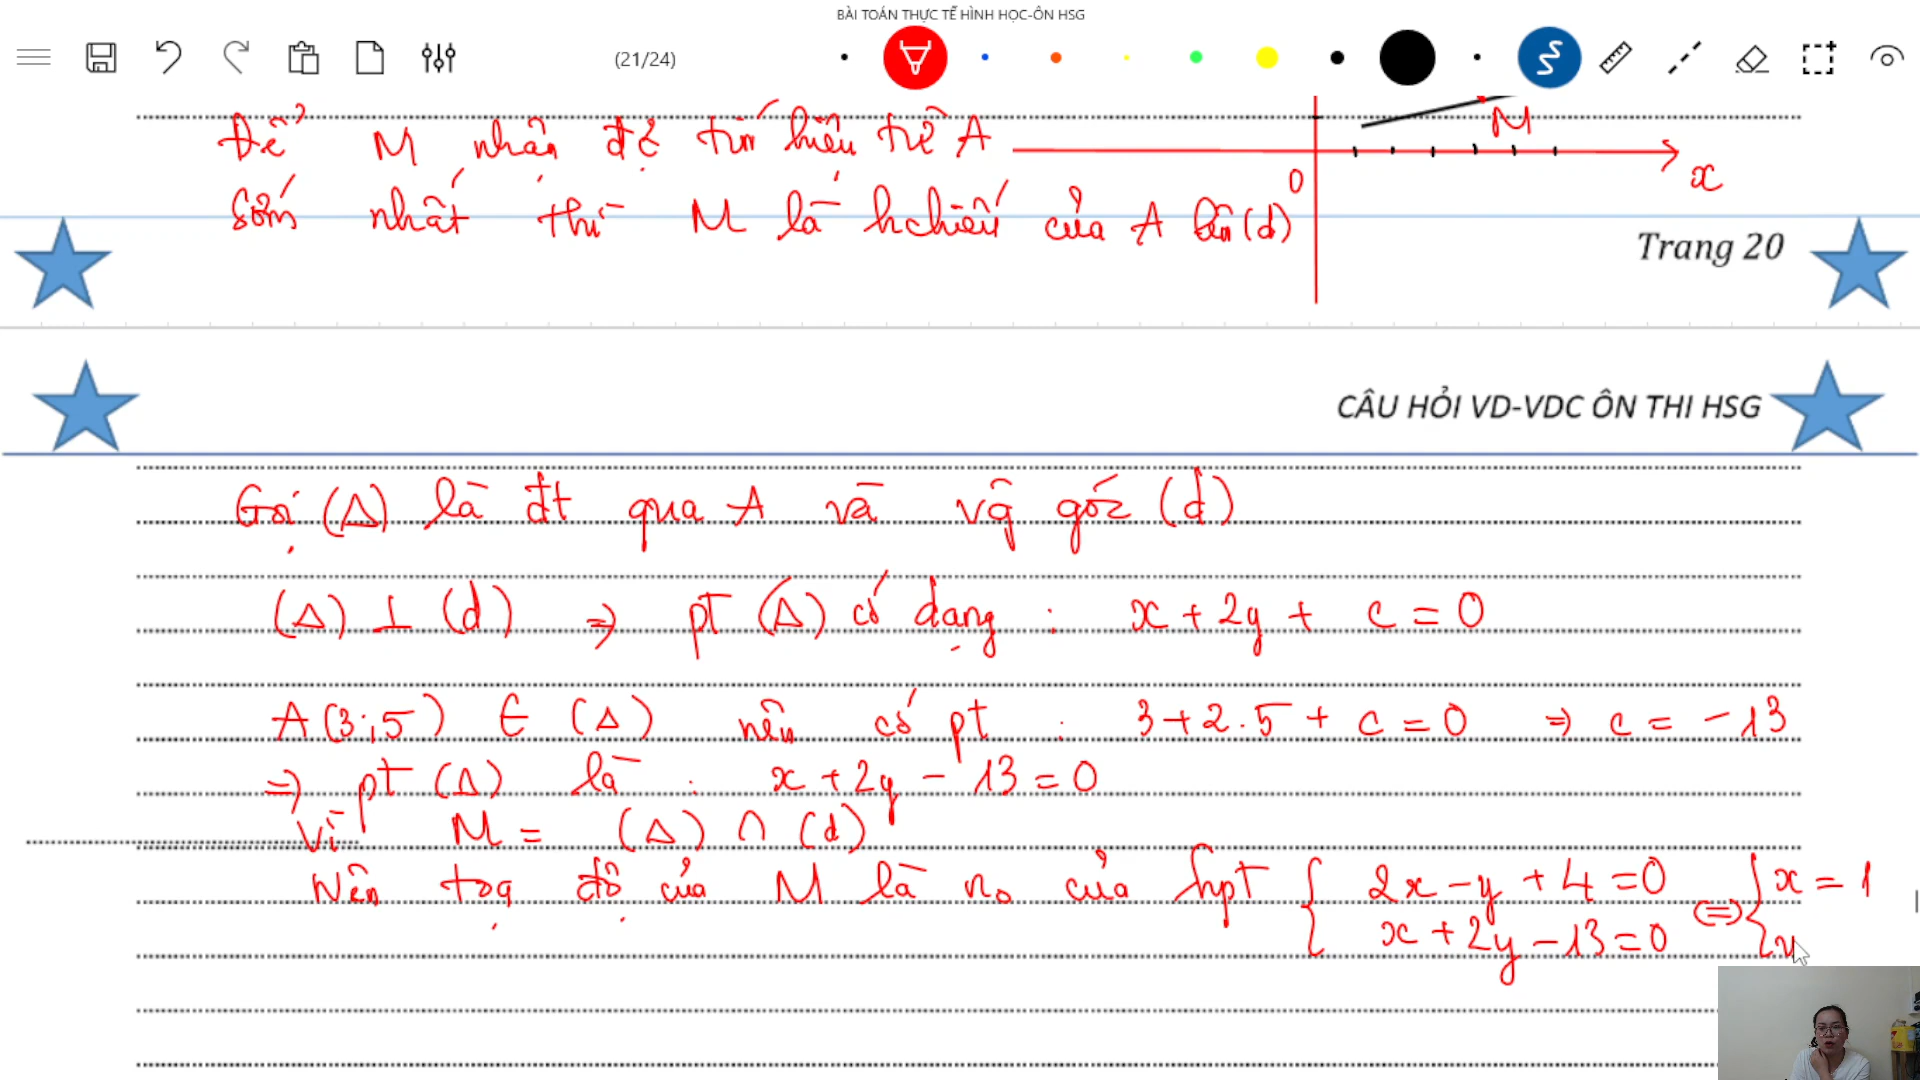 BÀI TOÁN THỰC TẾ HÌNH HỌC-ÔN HSG
(21/24)
Để M nhận đc tín hiệu từ A
M
x
0
sớm nhất thì M là hchiếu của A lên (d)
Trang 20
CÂU HỎI VD-VDC ÔN THI HSG
Gọi (Δ) là đt qua A và vg góc (d)
(Δ) ⊥ (d) ⇒ pt (Δ) có dạng : x + 2y + c = 0
A(3;5) ∈ (Δ) nên có pt : 3 + 2.5 + c = 0 ⇒ c = -13
⇒ pt (Δ) là : x + 2y - 13 = 0
Vì M = (Δ) ∩ (d)
Nên toạ độ của M là no của hpt { 2x - y + 4 = 0 ⇔ { x = 1
x + 2y - 13 = 0